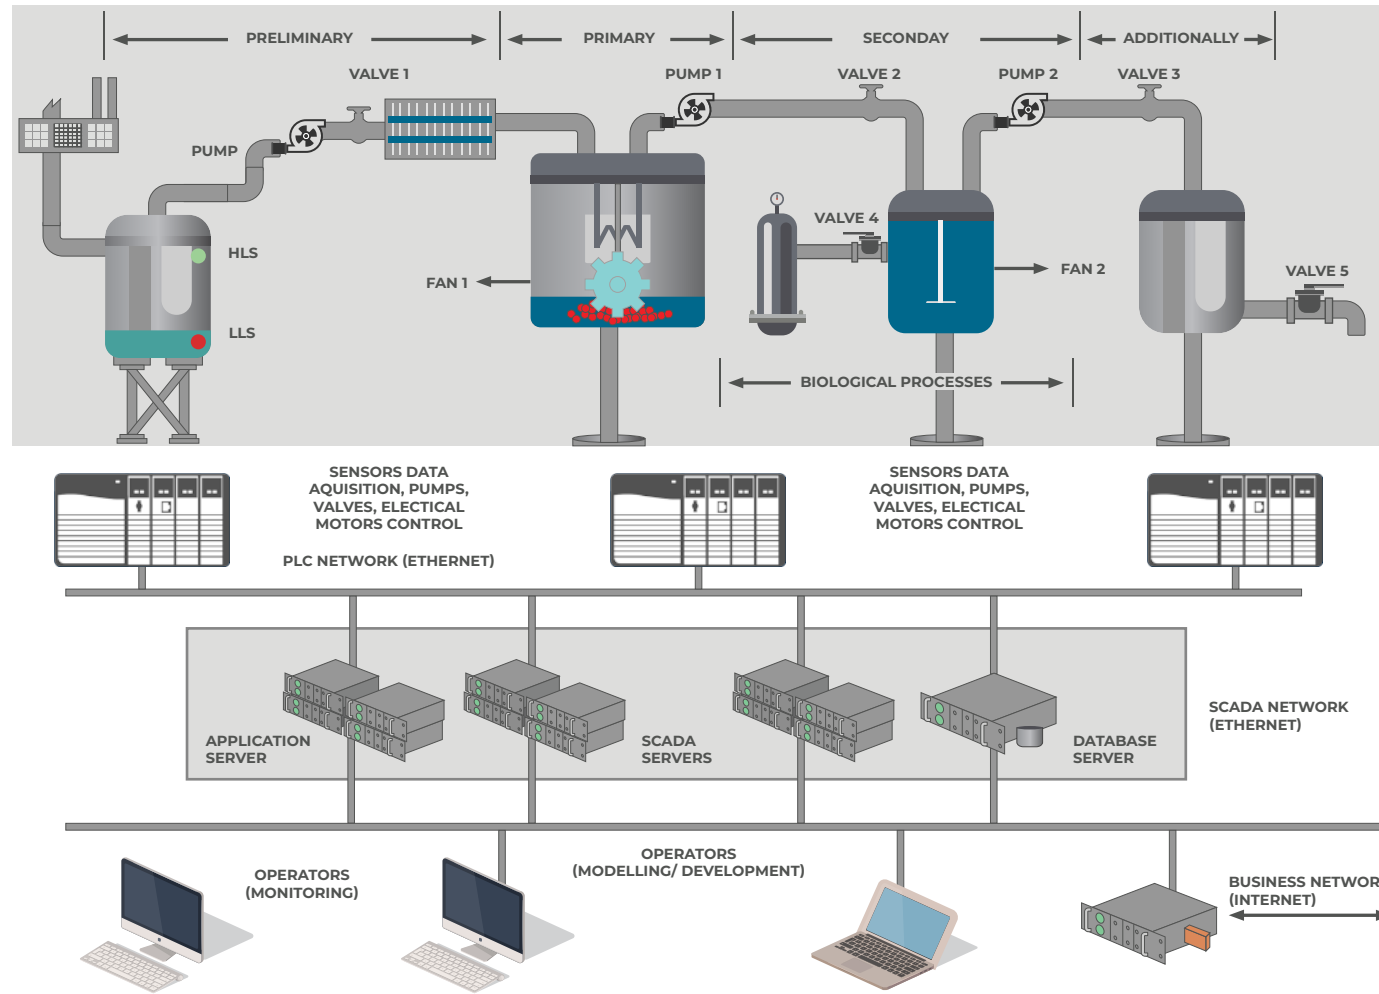 PRELIMINARY
PRIMARY
SECONDAY
ADDITIONALLY
VALVE 1
PUMP 1
VALVE 2
PUMP 2
VALVE 3
PUMP
HLS
FAN 1
VALVE 4
FAN 2
VALVE 5
LLS
BIOLOGICAL PROCESSES
SENSORS DATA
AQUISITION, PUMPS,
VALVES, ELECTICAL
MOTORS CONTROL
SENSORS DATA
AQUISITION, PUMPS,
VALVES, ELECTICAL
MOTORS CONTROL
PLC NETWORK (ETHERNET)
SCADA NETWORK
(ETHERNET)
APPLICATION
SERVER
SCADA
SERVERS
DATABASE
SERVER
OPERATORS
(MONITORING)
OPERATORS
(MODELLING/ DEVELOPMENT)
BUSINESS NETWOR
(INTERNET)